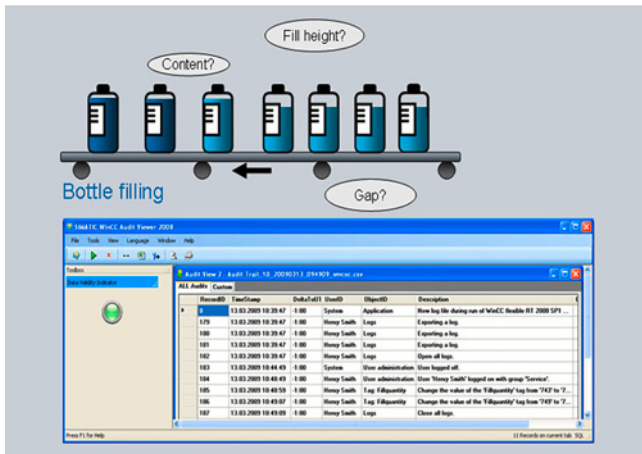 Fill height?
Content?
Bottle filling
Gap?
SIMATIC WinCC Audit Viewer 2008
File Tools View Language Window Help
Toolbox
Data Validity Indicator
Audit View 2 - Audit Trail_10_20090313_094909_wincc.csv
ALL Audits Custom
RecordID TimeStamp DeltaToU1 UserID ObjectID Description
0 13.03.2009 10:39:47 -1:00 System Application New log file during run of WinCC flexible RT 2008 SP1 ...
179 13.03.2009 10:39:47 -1:00 Henry Smith Logs Exporting a log.
180 13.03.2009 10:39:47 -1:00 Henry Smith Logs Exporting a log.
181 13.03.2009 10:39:47 -1:00 Henry Smith Logs Exporting a log.
182 13.03.2009 10:39:47 -1:00 Henry Smith Logs Open all logs.
183 13.03.2009 10:44:49 -1:00 System User administration User logged off.
184 13.03.2009 10:48:49 -1:00 Henry Smith User administration User 'Henry Smith' logged on with group 'Service'.
185 13.03.2009 10:48:59 -1:00 Henry Smith Tag: Fillquantity Change the value of the 'Fillquantity' tag from '743' to '7...
186 13.03.2009 10:49:07 -1:00 Henry Smith Tag: Fillquantity Change the value of the 'Fillquantity' tag from '749' to '7...
187 13.03.2009 10:49:09 -1:00 Henry Smith Logs Close all logs.
Press F1 for Help 11 Records on current tab SQL